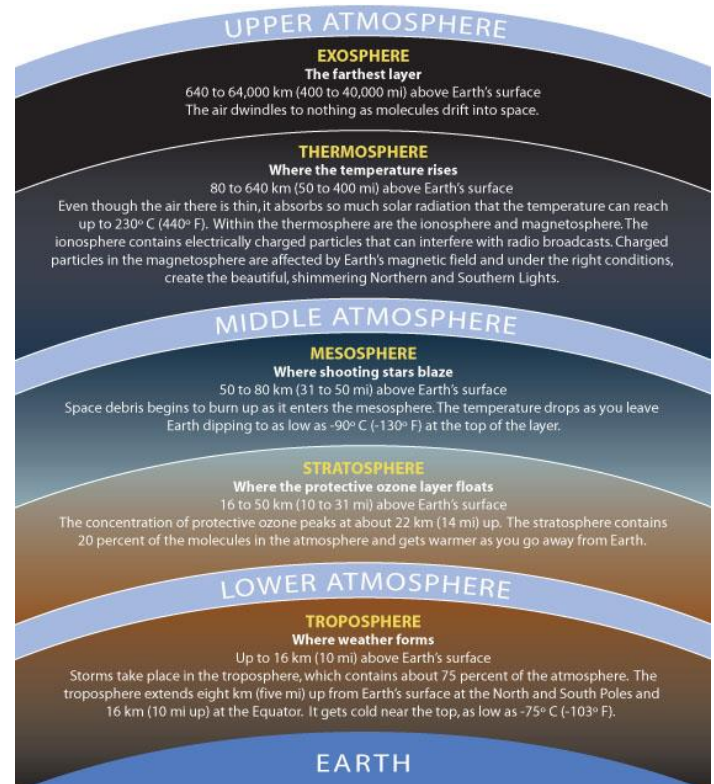 UPPER ATMOSPHERE
EXOSPHERE
The farthest layer
640 to 64,000 km (400 to 40,000 mi) above Earth's surface
The air dwindles to nothing as molecules drift into space.
THERMOSPHERE
Where the temperature rises
80 to 640 km (50 to 400 mi) above Earth's surface
Even though the air there is thin, it absorbs so much solar radiation that the temperature can reach
up to 230º C (440º F). Within the thermosphere are the ionosphere and magnetosphere. The
ionosphere contains electrically charged particles that can interfere with radio broadcasts. Charged
particles in the magnetosphere are affected by Earth's magnetic field and under the right conditions,
create the beautiful, shimmering Northern and Southern Lights.
MIDDLE ATMOSPHERE
MESOSPHERE
Where shooting stars blaze
50 to 80 km (31 to 50 mi) above Earth's surface
Space debris begins to burn up as it enters the mesosphere. The temperature drops as you leave
Earth dipping to as low as -90º C (-130º F) at the top of the layer.
STRATOSPHERE
Where the protective ozone layer floats
16 to 50 km (10 to 31 mi) above Earth's surface
The concentration of protective ozone peaks at about 22 km (14 mi) up. The stratosphere contains
20 percent of the molecules in the atmosphere and gets warmer as you go away from Earth.
LOWER ATMOSPHERE
TROPOSPHERE
Where weather forms
Up to 16 km (10 mi) above Earth's surface
Storms take place in the troposphere, which contains about 75 percent of the atmosphere. The
troposphere extends eight km (five mi) up from Earth's surface at the North and South Poles and
16 km (10 mi up) at the Equator. It gets cold near the top, as low as -75º C (-103º F).
EARTH